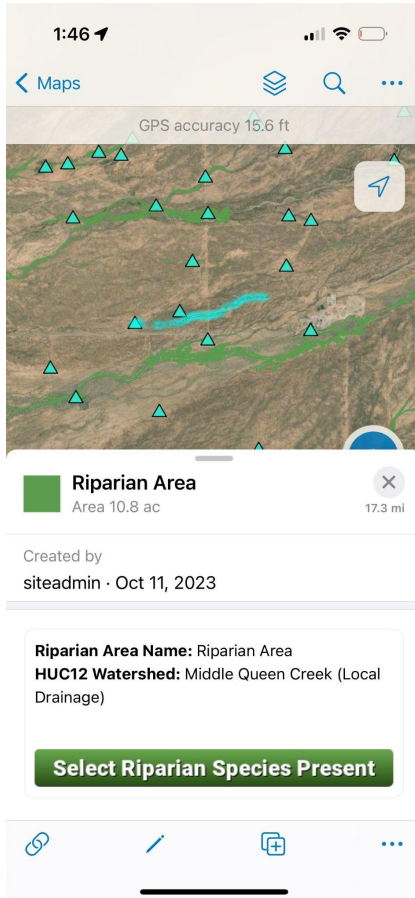 1:46
Maps
GPS accuracy 15.6 ft
Riparian Area
Area 10.8 ac
17.3 mi
Created by
siteadmin · Oct 11, 2023
Riparian Area Name: Riparian Area
HUC12 Watershed: Middle Queen Creek (Local
Drainage)
Select Riparian Species Present